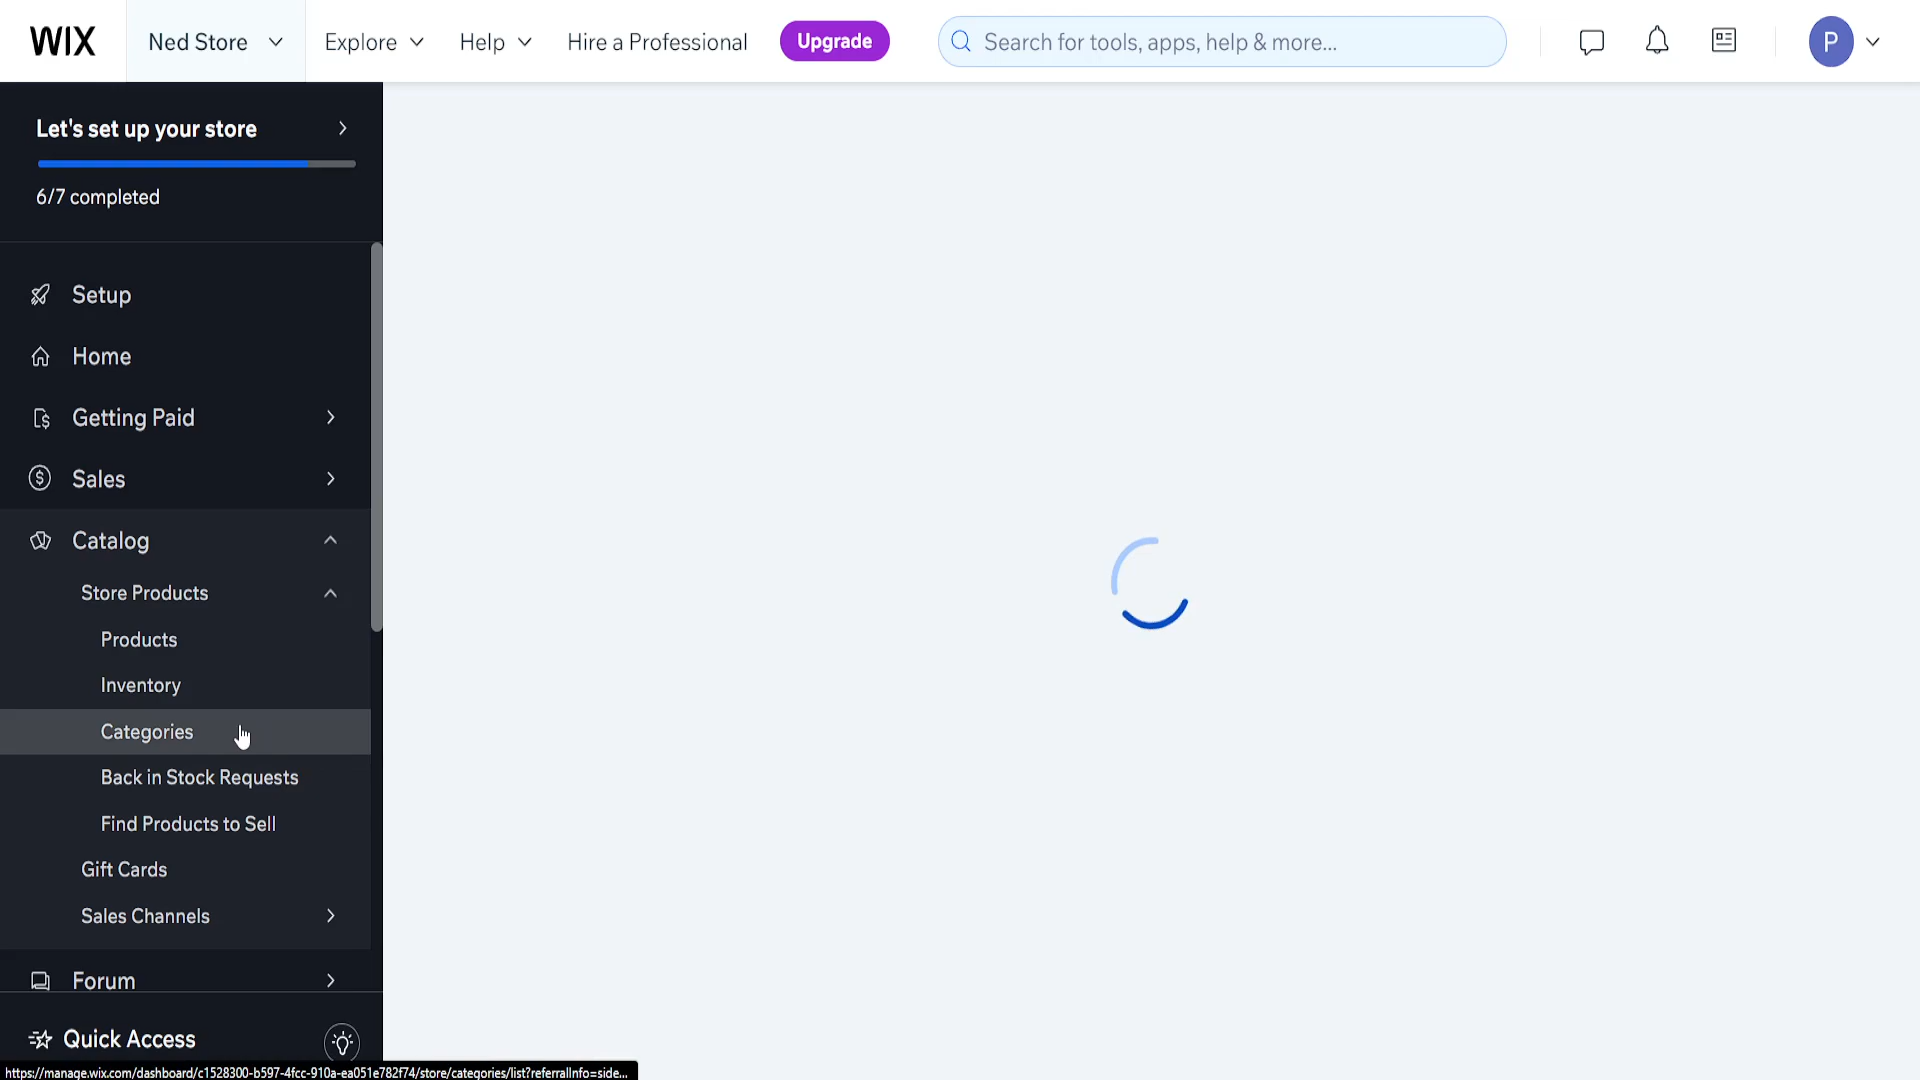 WIX
Ned Store
Explore
Help
Hire a Professional
Upgrade
Search for tools, apps, help & more...
P
Let's set up your store
6/7 completed
Setup
Home
Getting Paid
Sales
Catalog
Store Products
Products
Inventory
Categories
Back in Stock Requests
Find Products to Sell
Gift Cards
Sales Channels
Forum
Quick Access
https://manage.wix.com/dashboard/c1528300-b597-4fcc-910a-ea051e782f74/store/categories/list?referralInfo=side...